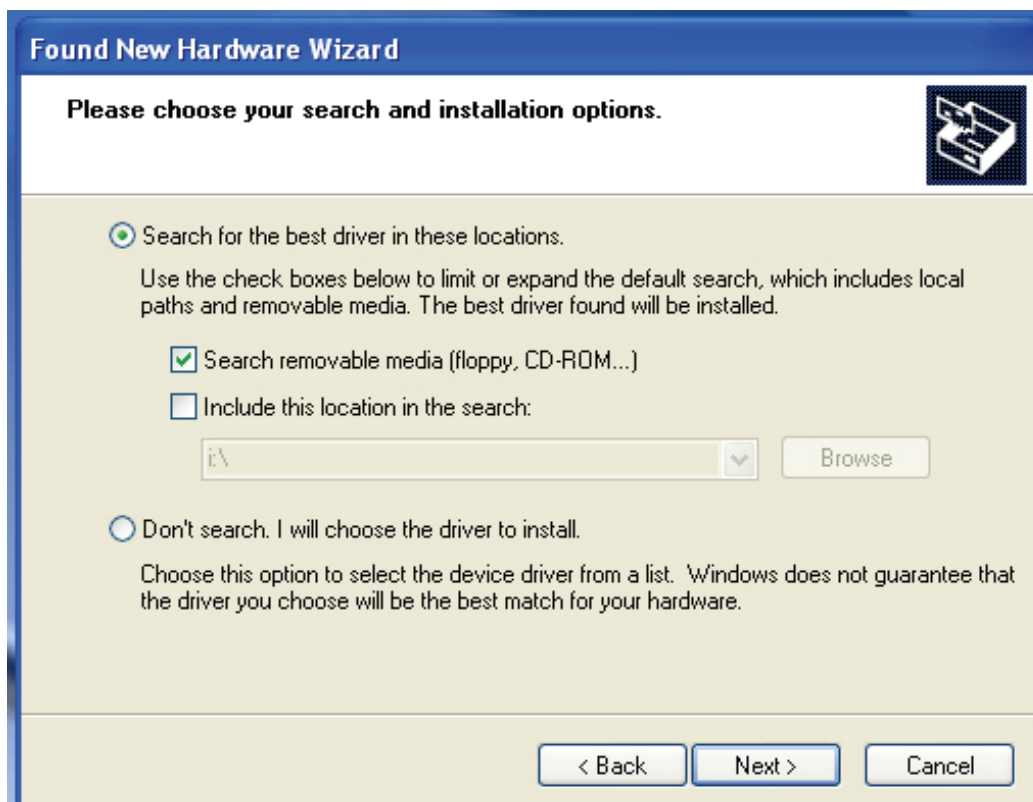 Found New Hardware Wizard
Please choose your search and installation options.
Search for the best driver in these locations.
Use the check boxes below to limit or expand the default search, which includes local
paths and removable media. The best driver found will be installed.
Search removable media (floppy, CD-ROM...)
Include this location in the search:
i:\
Browse
Don't search. I will choose the driver to install.
Choose this option to select the device driver from a list. Windows does not guarantee that
the driver you choose will be the best match for your hardware.
< Back
Next >
Cancel